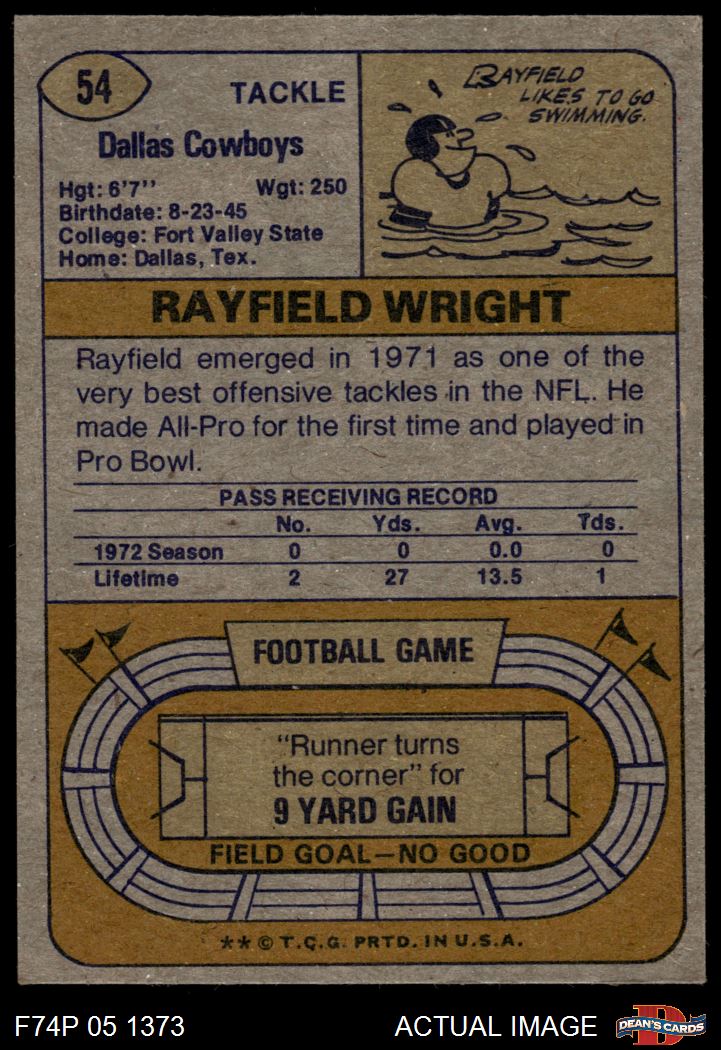 54
TACKLE
Dallas Cowboys
Hgt: 6'7'' Wgt: 250
Birthdate: 8-23-45
College: Fort Valley State
Home: Dallas, Tex.
RAYFIELD
LIKES TO GO
SWIMMING.
RAYFIELD WRIGHT
Rayfield emerged in 1971 as one of the
very best offensive tackles in the NFL. He
made All-Pro for the first time and played in
Pro Bowl.
PASS RECEIVING RECORD
No. Yds. Avg. Tds.
1972 Season 0 0 0.0 0
Lifetime 2 27 13.5 1
FOOTBALL GAME
"Runner turns
the corner" for
9 YARD GAIN
FIELD GOAL—NO GOOD
** © T.C.G. PRTD. IN U.S.A.
F74P 05 1373 ACTUAL IMAGE
D
DEAN'S CARDS